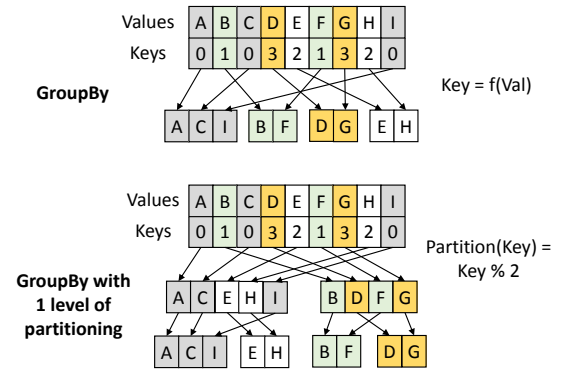 Values A B C D E F G H I
Keys 0 1 0 3 2 1 3 2 0
GroupBy
Key = f(Val)
A C I B F D G E H
Values A B C D E F G H I
Keys 0 1 0 3 2 1 3 2 0
Partition(Key) =
Key % 2
GroupBy with
1 level of
partitioning
A C E H I B D F G
A C I E H B F D G